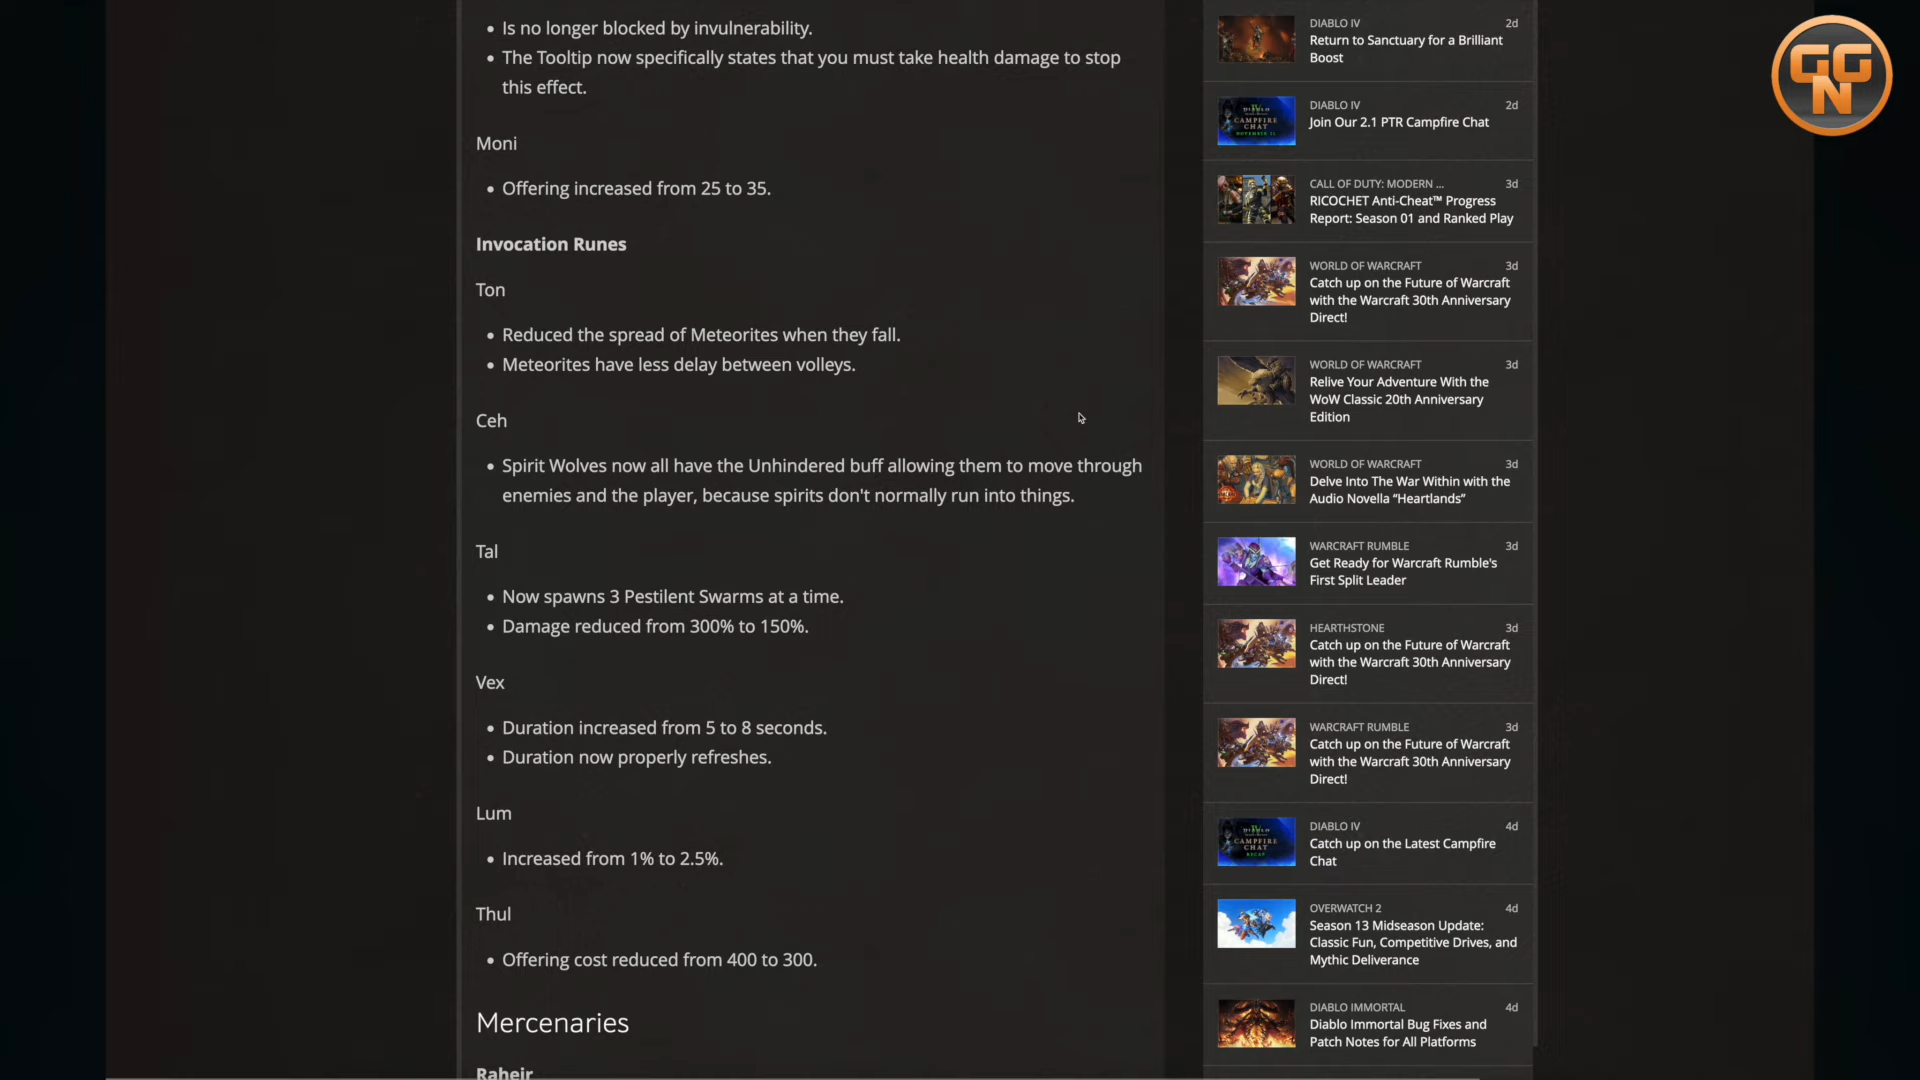 • Is no longer blocked by invulnerability.
• The Tooltip now specifically states that you must take health damage to stop
this effect.
Moni
• Offering increased from 25 to 35.
Invocation Runes
Ton
• Reduced the spread of Meteorites when they fall.
• Meteorites have less delay between volleys.
Ceh
• Spirit Wolves now all have the Unhindered buff allowing them to move through
enemies and the player, because spirits don't normally run into things.
Tal
• Now spawns 3 Pestilent Swarms at a time.
• Damage reduced from 300% to 150%.
Vex
• Duration increased from 5 to 8 seconds.
• Duration now properly refreshes.
Lum
• Increased from 1% to 2.5%.
Thul
• Offering cost reduced from 400 to 300.
Mercenaries
Raheir
DIABLO IV 2d
Return to Sanctuary for a Brilliant
Boost
DIABLO
CAMPFIRE
CHAT
NOVEMBER 21
DIABLO IV 2d
Join Our 2.1 PTR Campfire Chat
CALL OF DUTY: MODERN ... 3d
RICOCHET Anti-Cheat™ Progress
Report: Season 01 and Ranked Play
WORLD OF WARCRAFT 3d
Catch up on the Future of Warcraft
with the Warcraft 30th Anniversary
Direct!
WORLD OF WARCRAFT 3d
Relive Your Adventure With the
WoW Classic 20th Anniversary
Edition
WORLD OF WARCRAFT 3d
Delve Into The War Within with the
Audio Novella “Heartlands”
WARCRAFT RUMBLE 3d
Get Ready for Warcraft Rumble's
First Split Leader
HEARTHSTONE 3d
Catch up on the Future of Warcraft
with the Warcraft 30th Anniversary
Direct!
WARCRAFT RUMBLE 3d
Catch up on the Future of Warcraft
with the Warcraft 30th Anniversary
Direct!
DIABLO
CAMPFIRE
CHAT
RECAP
DIABLO IV 4d
Catch up on the Latest Campfire
Chat
OVERWATCH 2 4d
Season 13 Midseason Update:
Classic Fun, Competitive Drives, and
Mythic Deliverance
DIABLO IMMORTAL 4d
Diablo Immortal Bug Fixes and
Patch Notes for All Platforms
GG
N